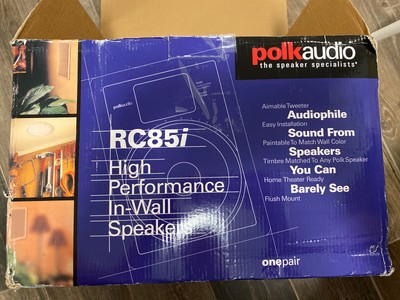 polkaudio
the speaker specialists®
polkaudio
RC85i
High
Performance
In-Wall
Speakers
Aimable Tweeter
Audiophile
Easy Installation
Sound From
Paintable To Match Wall Color
Speakers
Timbre Matched To Any Polk Speaker
You Can
Home Theater Ready
Barely See
Flush Mount
onepair